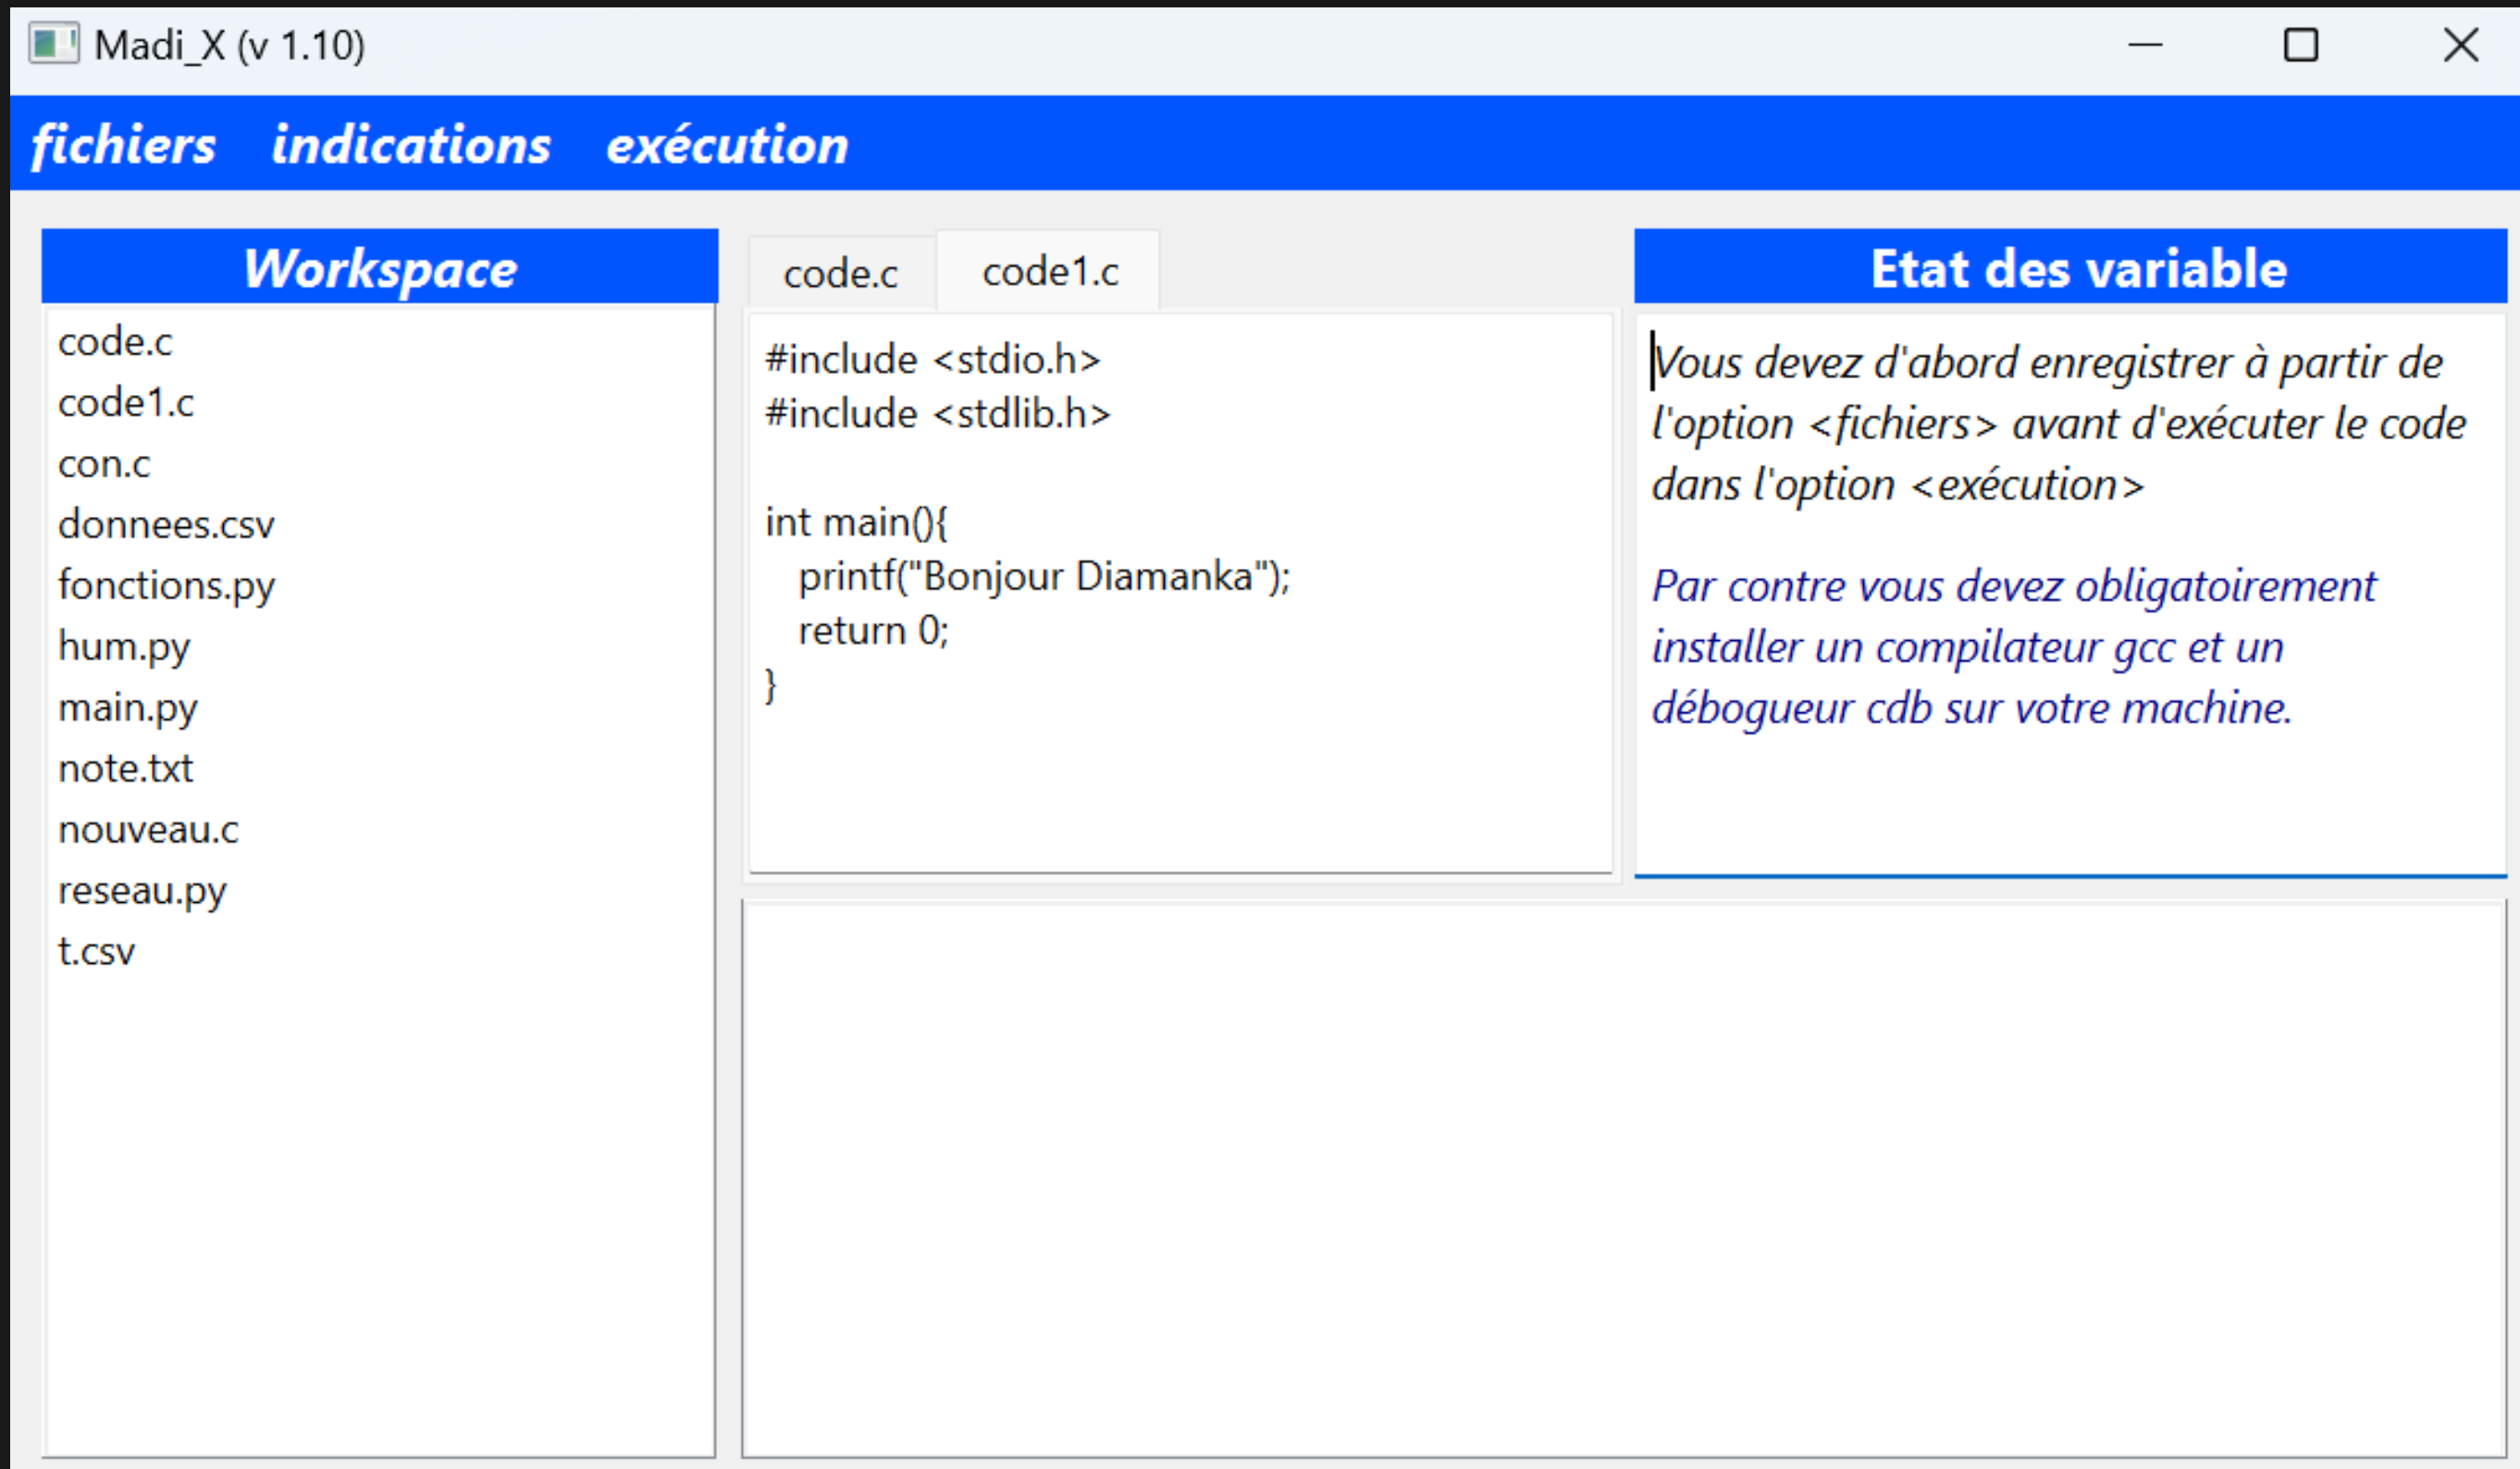 Madi_X (v 1.10)
fichiers indications exécution
Workspace
code.c
code1.c
con.c
donnees.csv
fonctions.py
hum.py
main.py
note.txt
nouveau.c
reseau.py
t.csv
code.c code1.c
#include <stdio.h>
#include <stdlib.h>
int main(){
   printf("Bonjour Diamanka");
   return 0;
}
Etat des variable
Vous devez d'abord enregistrer à partir de
l'option <fichiers> avant d'exécuter le code
dans l'option <exécution>
Par contre vous devez obligatoirement
installer un compilateur gcc et un
débogueur cdb sur votre machine.